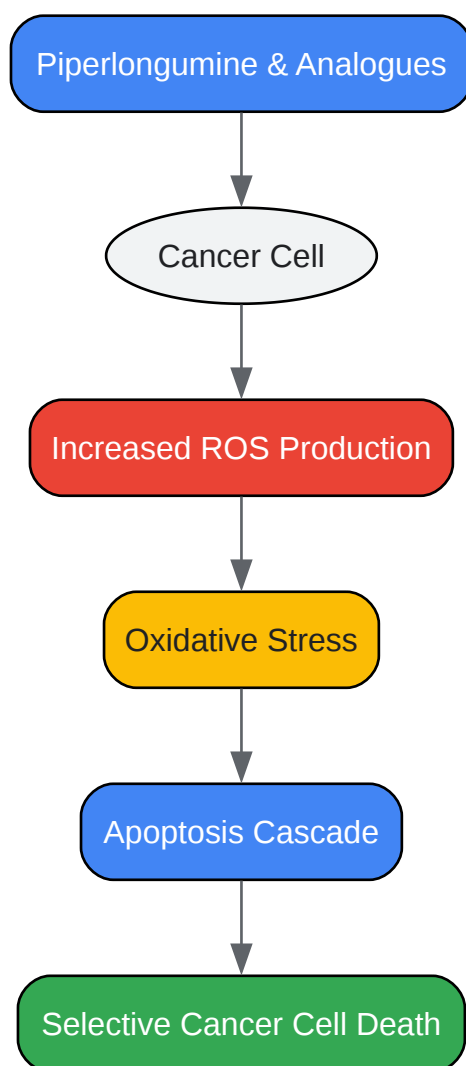 Piperlongumine & Analogues
Cancer Cell
Increased ROS Production
Oxidative Stress
Apoptosis Cascade
Selective Cancer Cell Death